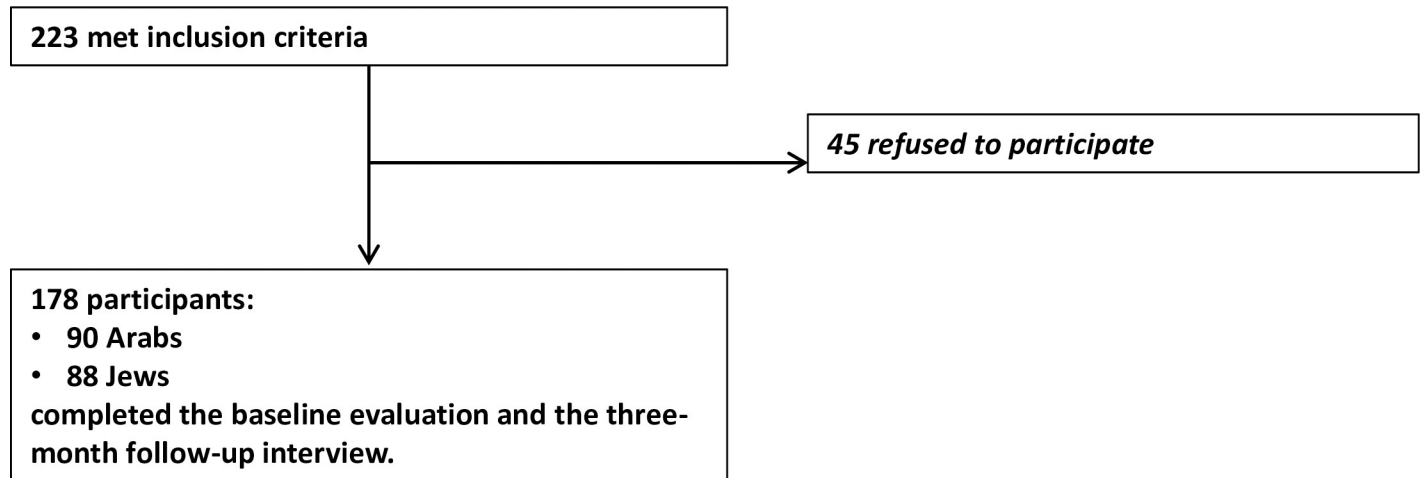 223 met inclusion criteria
45 refused to participate
178 participants:
• 90 Arabs
• 88 Jews
completed the baseline evaluation and the three-
month follow-up interview.